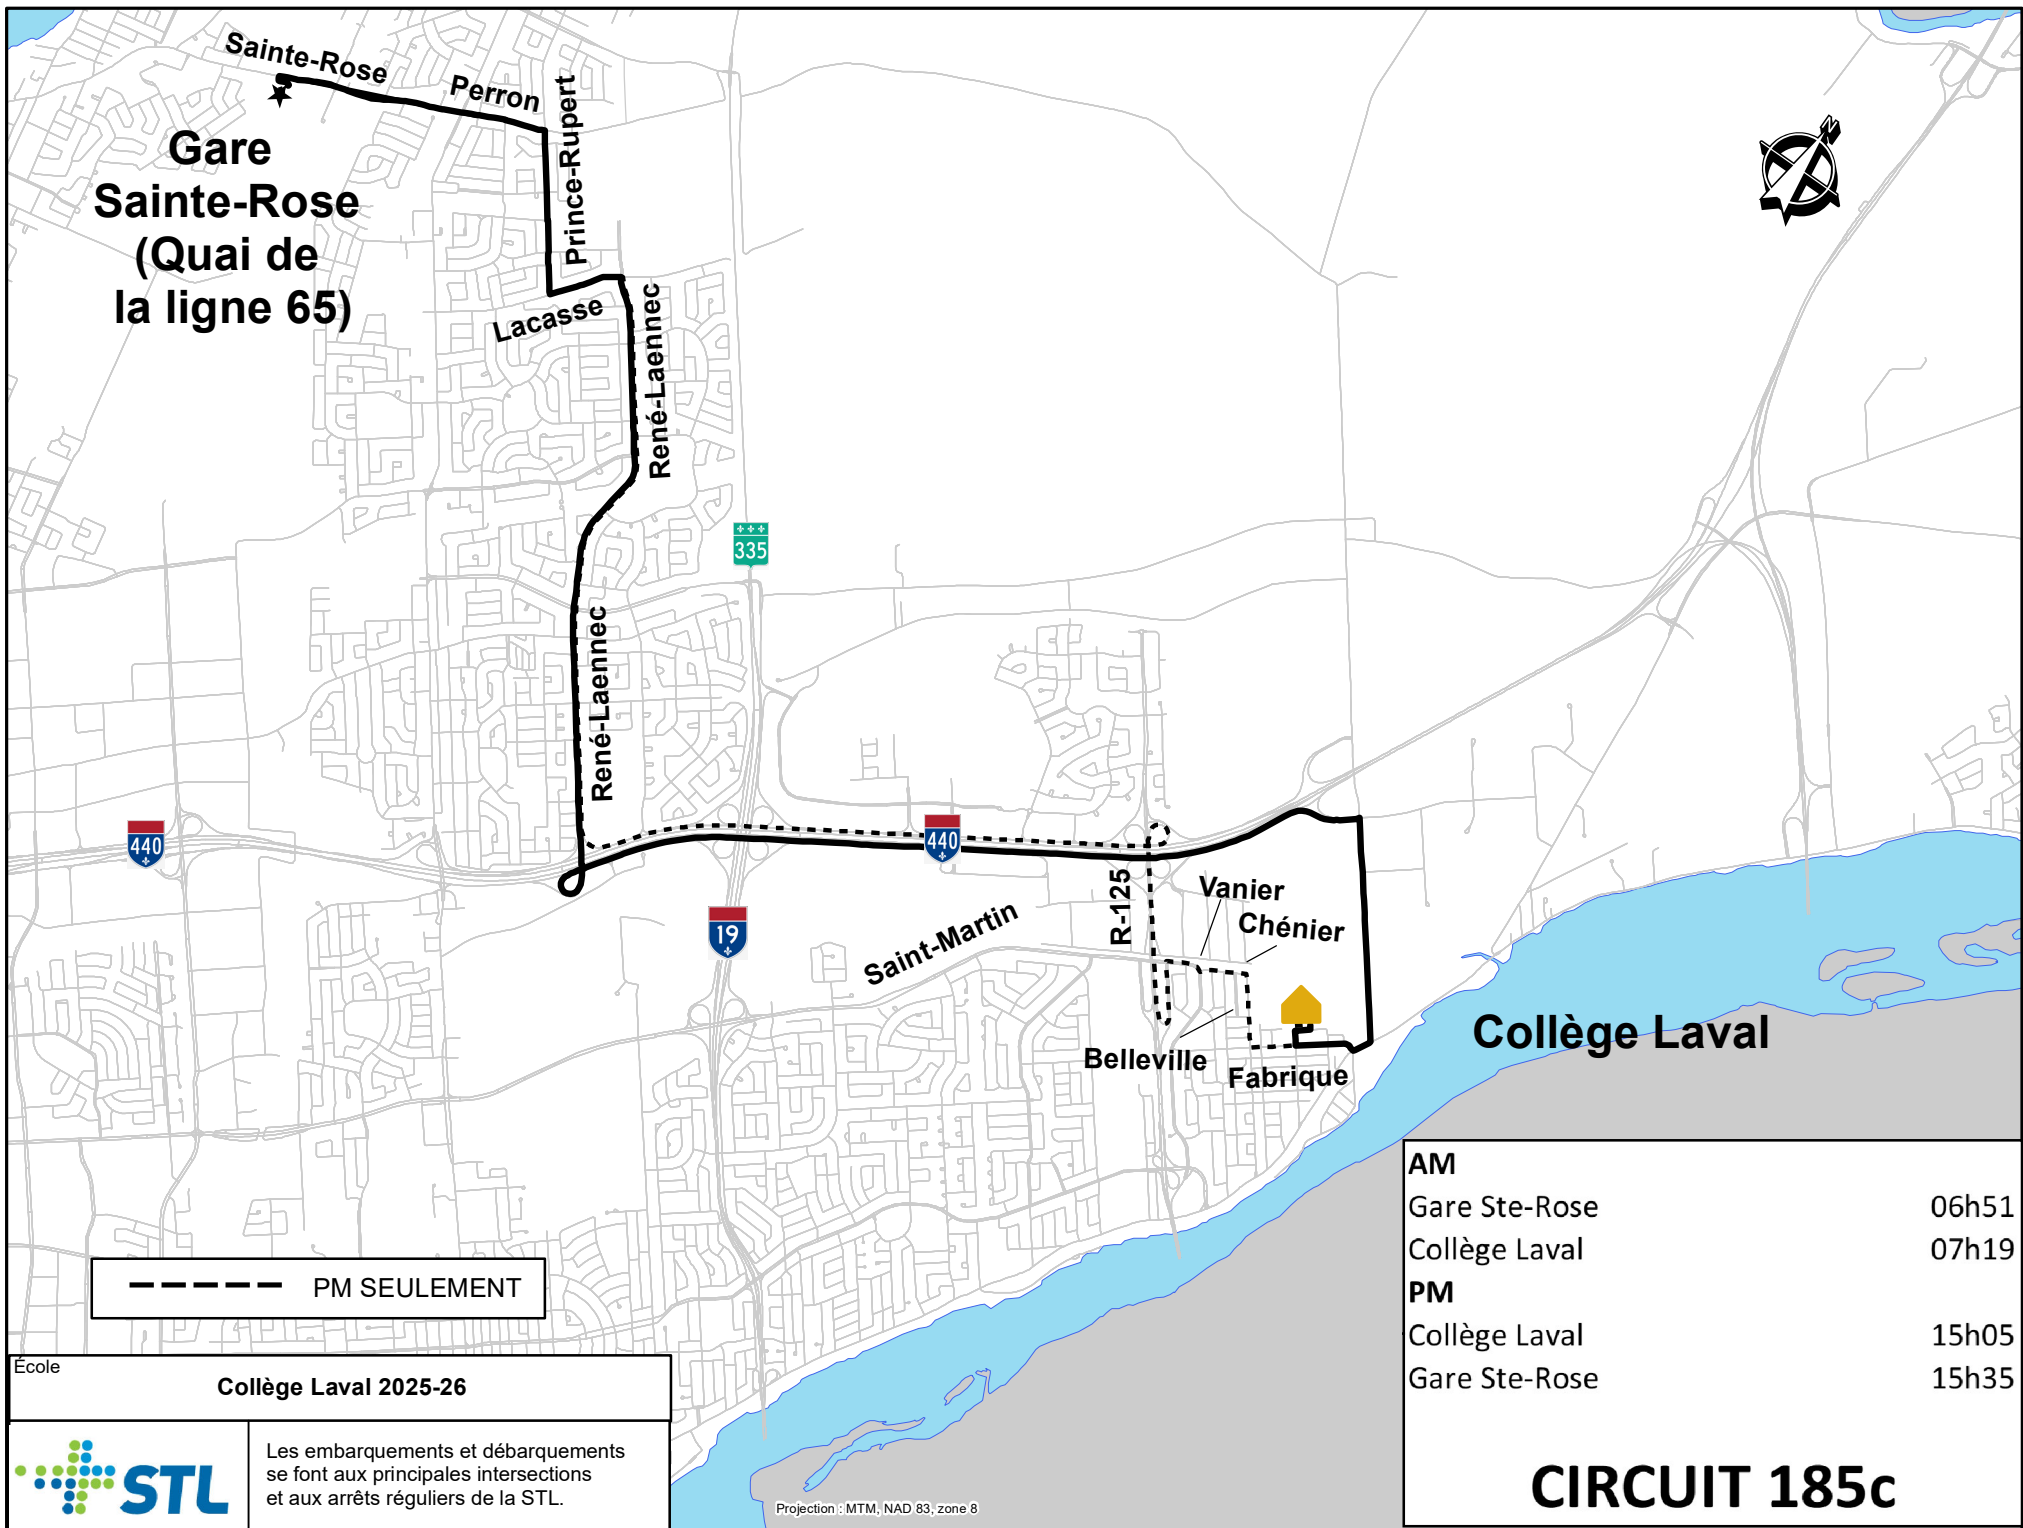 Sainte-Rose
Perron
Prince-Rupert
Gare
Sainte-Rose
(Quai de
la ligne 65)
N
Lacasse
René-Laennec
335
René-Laennec
440
440
19
R-125
Vanier
Chénier
Saint-Martin
Belleville
Fabrique
Collège Laval
AM
Gare Ste-Rose 06h51
Collège Laval 07h19
PM
Collège Laval 15h05
Gare Ste-Rose 15h35
CIRCUIT 185c
PM SEULEMENT
École
Collège Laval 2025-26
STL
Les embarquements et débarquements
se font aux principales intersections
et aux arrêts réguliers de la STL.
Projection : MTM, NAD 83, zone 8